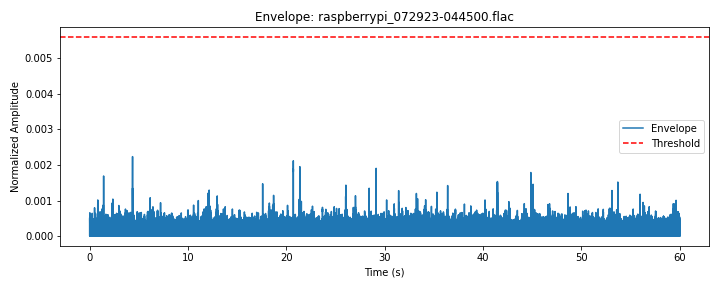 Envelope: raspberrypi_072923-044500.flac
Normalized Amplitude
0.005
0.004
0.003
0.002
0.001
0.000
Envelope
Threshold
0
10
20
30
40
50
60
Time (s)